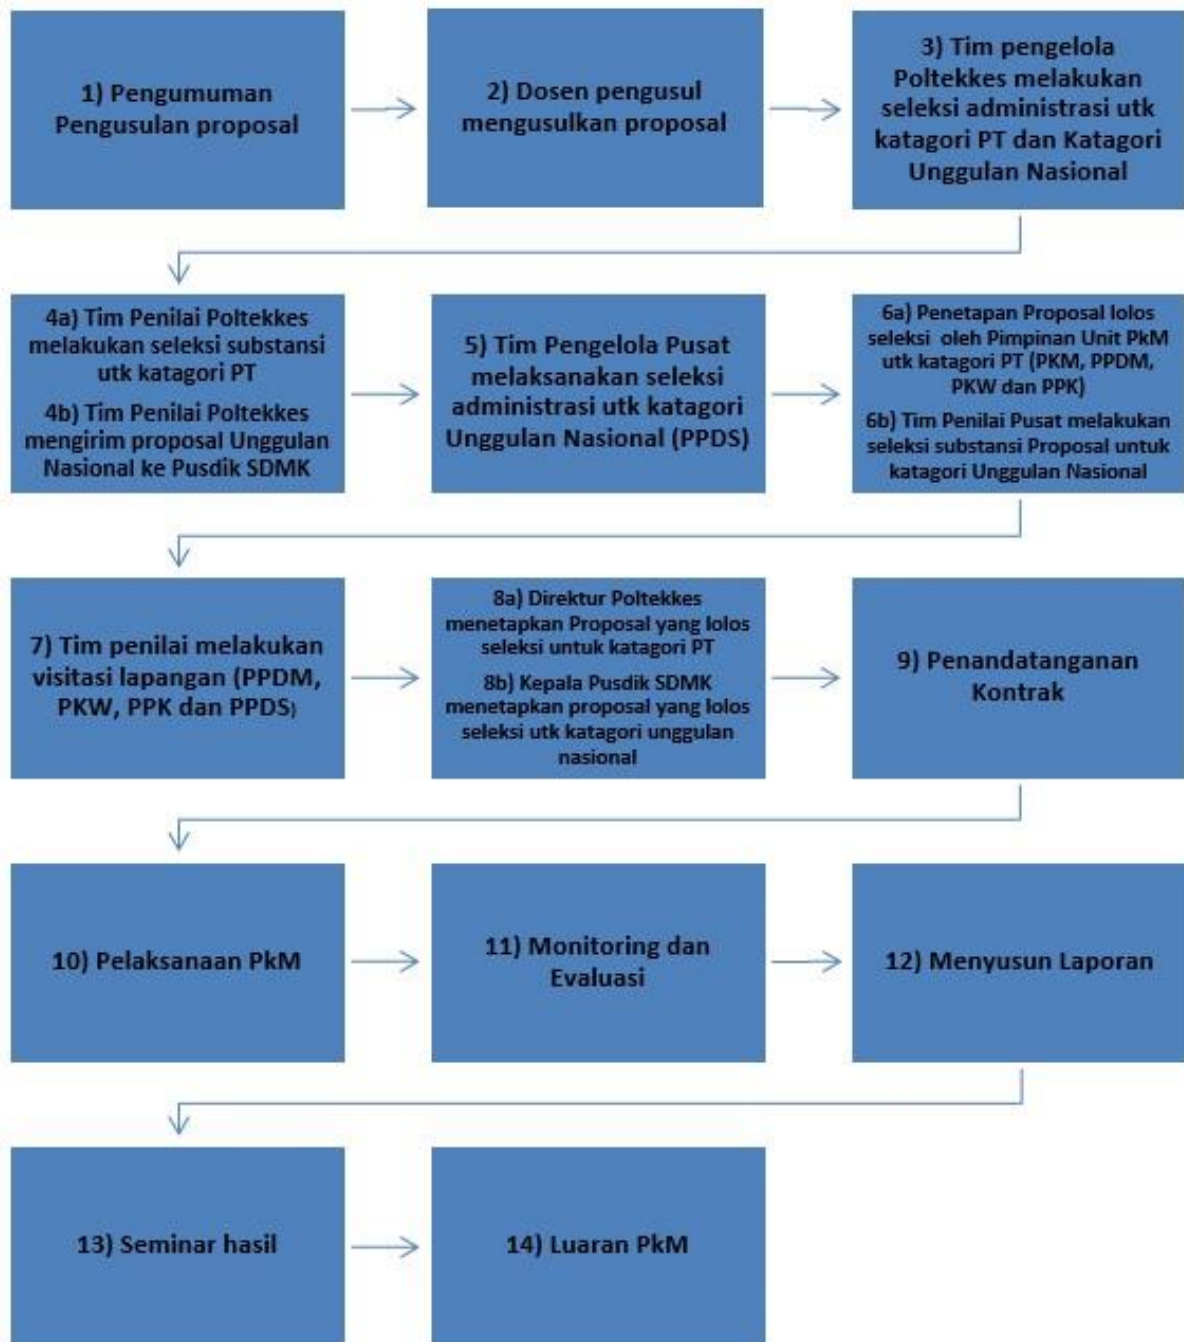 1) Pengumuman
Pengusulan proposal
2) Dosen pengusul
mengusulkan proposal
3) Tim pengelola
Poltekkes melakukan
seleksi administrasi utk
katagori PT dan Katagori
Unggulan Nasional
4a) Tim Penilai Poltekkes
melakukan seleksi substansi
utk katagori PT
4b) Tim Penilai Poltekkes
mengirim proposal Unggulan
Nasional ke Pusdik SDMK
5) Tim Pengelola Pusat
melaksanakan seleksi
administrasi utk katagori
Unggulan Nasional (PPDS)
6a) Penetapan Proposal lolos
seleksi oleh Pimpinan Unit PkM
utk katagori PT (PKM, PPDM,
PKW dan PPK)
6b) Tim Penilai Pusat melakukan
seleksi substansi Proposal untuk
katagori Unggulan Nasional
7) Tim penilai melakukan
visitasi lapangan (PPDM,
PKW, PPK dan PPDS)
8a) Direktur Poltekkes
menetapkan Proposal yang lolos
seleksi untuk katagori PT
8b) Kepala Pusdik SDMK
menetapkan proposal yang lolos
seleksi utk katagori unggulan
nasional
9) Penandatanganan
Kontrak
10) Pelaksanaan PkM
11) Monitoring dan
Evaluasi
12) Menyusun Laporan
13) Seminar hasil
14) Luaran PkM